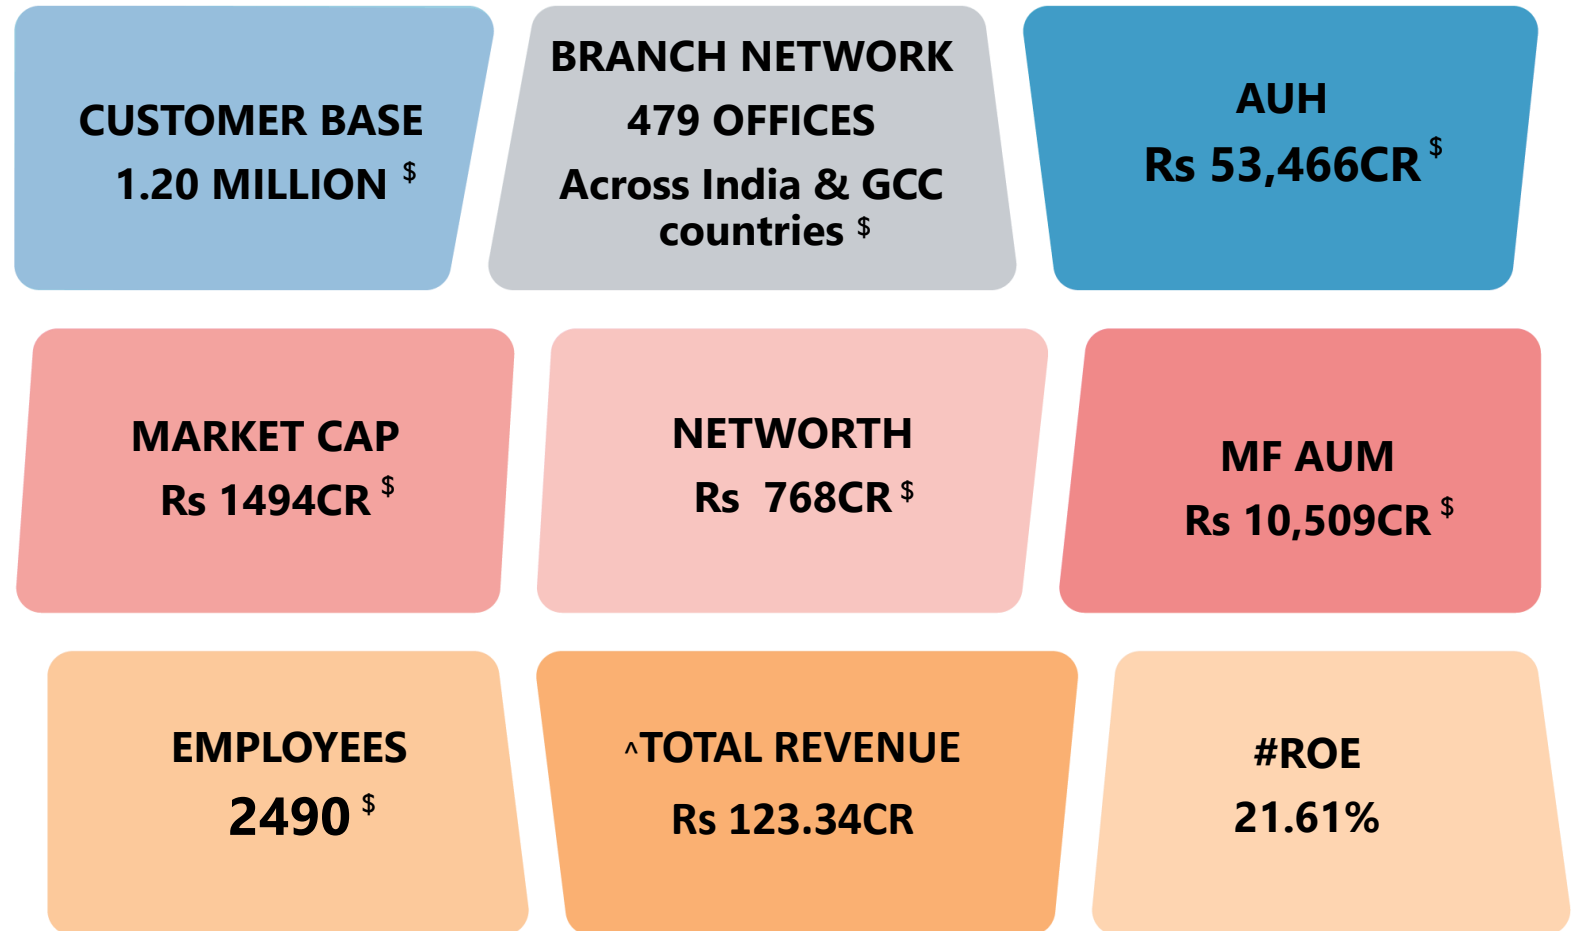 CUSTOMER BASE
1.20 MILLION $
BRANCH NETWORK
479 OFFICES
Across India & GCC
countries $
AUH
Rs 53,466CR $
MARKET CAP
Rs 1494CR $
NETWORTH
Rs  768CR $
MF AUM
Rs 10,509CR $
EMPLOYEES
2490 $
^TOTAL REVENUE
Rs 123.34CR
#ROE
21.61%